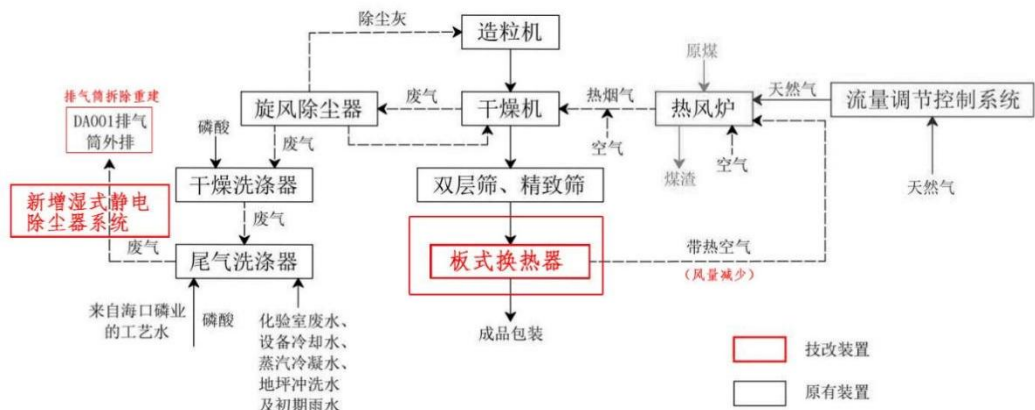 除尘灰
造粒机
原煤
排气筒拆除重建
DA001排气
筒外排
磷酸
旋风除尘器
废气
干燥机
热烟气
热风炉
天然气
流量调节控制系统
废气
空气
空气
煤渣
天然气
干燥洗涤器
双层筛、精致筛
新增湿式静电
除尘器系统
废气
废气
尾气洗涤器
板式换热器
带热空气
(风量减少)
来自海口磷业
的工艺水
磷酸
化验室废水、
设备冷却水、
蒸汽冷凝水、
地坪冲洗水
及初期雨水
成品包装
技改装置
原有装置